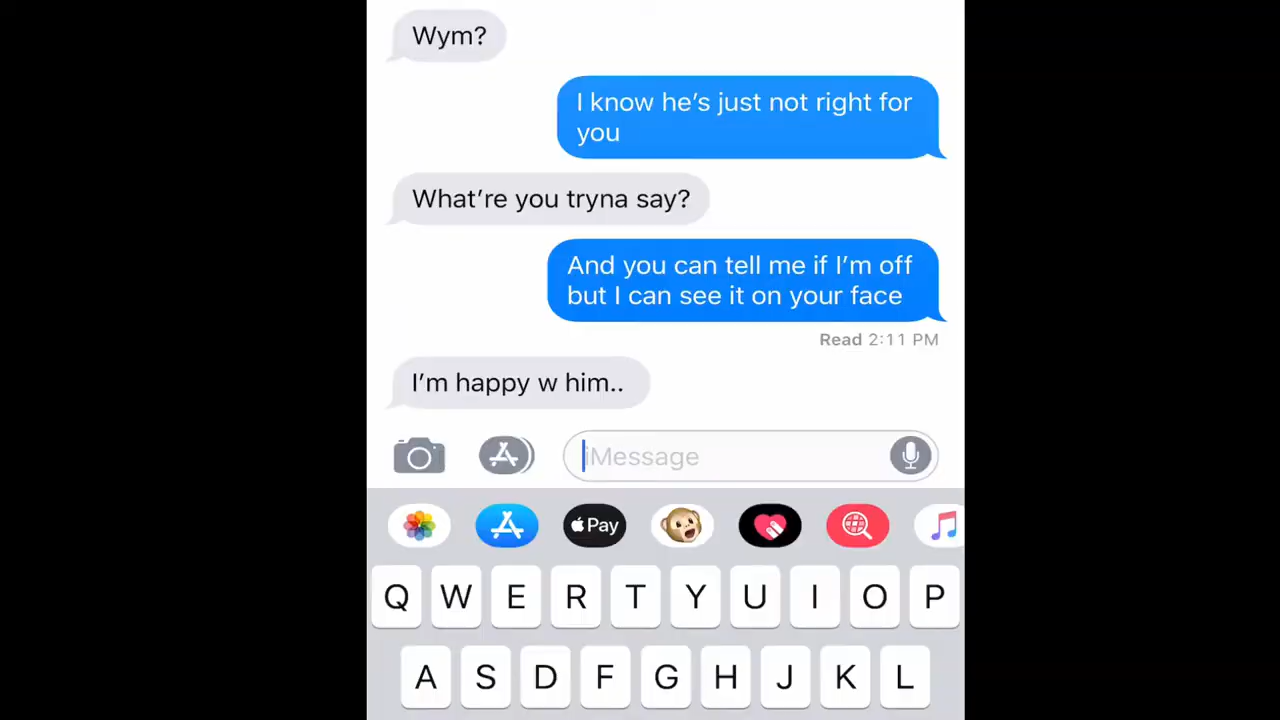 Wym?
I know he's just not right for
you
What're you tryna say?
And you can tell me if I'm off
but I can see it on your face
Read 2:11 PM
I'm happy w him..
iMessage
Pay
Q W E R T Y U I O P
A S D F G H J K L